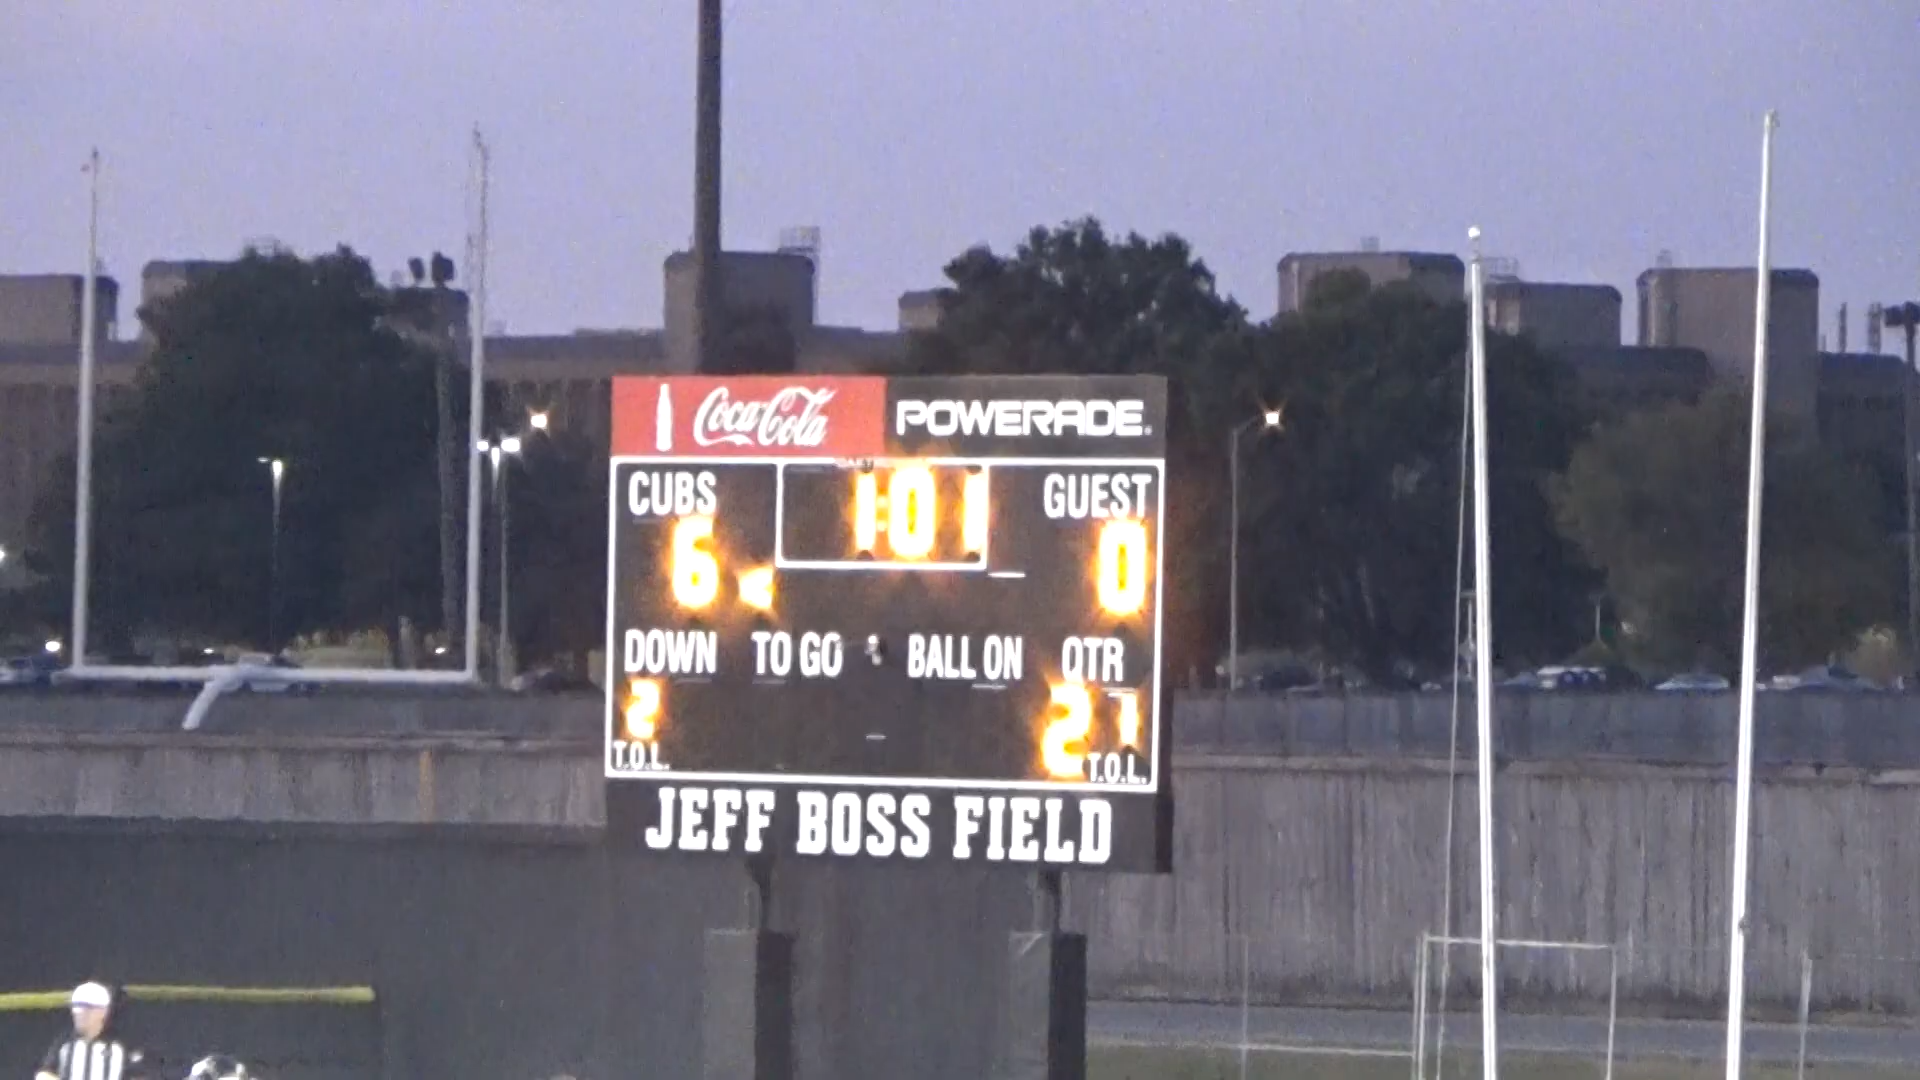 Coca-Cola POWERADE
CUBS 1:01 GUEST
6 0
DOWN TO GO BALL ON QTR
2 2 1
T.O.L. T.O.L.
JEFF BOSS FIELD